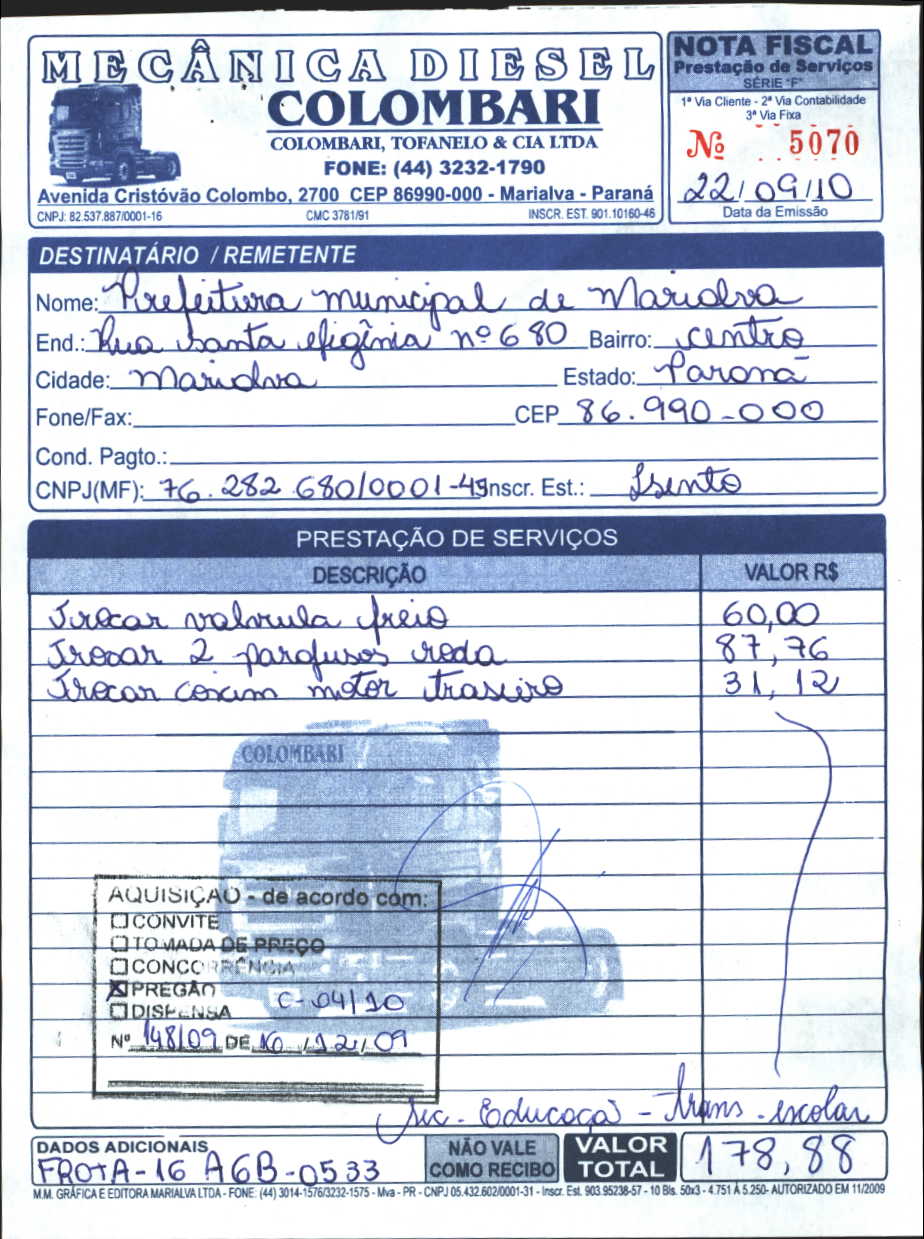 MECÂNICA DIESEL
COLOMBARI
COLOMBARI, TOFANELO & CIA LTDA
FONE: (44) 3232-1790
Avenida Cristóvão Colombo, 2700 CEP 86990-000 - Marialva - Paraná
CNPJ: 82.537.887/0001-16 CMC 3781/91 INSCR. EST. 901.10160-46
NOTA FISCAL
Prestação de Serviços
SÉRIE "F"
1ª Via Cliente - 2ª Via Contabilidade
3ª Via Fixa
Nº 5070
22/09/10
Data da Emissão
DESTINATÁRIO / REMETENTE
Nome: Prefeitura municipal de Marialva
End.: Rua Santa efigênia nº 680 Bairro: centro
Cidade: Marialva Estado: Paraná
Fone/Fax: CEP 86.990-000
Cond. Pagto.:
CNPJ(MF): 76.282.680/0001-45 Inscr. Est.: Isento
PRESTAÇÃO DE SERVIÇOS
DESCRIÇÃO VALOR R$
Trocar valvula freio 60,00
Trocar 2 parafusos roda 87,76
Trocar coxim motor traseiro 31,12
COLOMBARI
AQUISIÇÃO - de acordo com:
CONVITE
TOMADA DE PREÇO
CONCORRÊNCIA
PREGÃO
DISPENSA C-04/10
Nº 148/09 DE 10/12/09
Sec. Educação - Trans. escolar
DADOS ADICIONAIS
FROTA-16 AGB-0533
NÃO VALE
COMO RECIBO
VALOR
TOTAL
178,88
M.M. GRÁFICA E EDITORA MARIALVA LTDA - FONE: (44) 3014-1576/3232-1575 - Mva - PR - CNPJ 05.432.602/0001-31 - Inscr. Est. 903.95238-57 - 10 Bls. 50x3 - 4.751 A 5.250- AUTORIZADO EM 11/2009